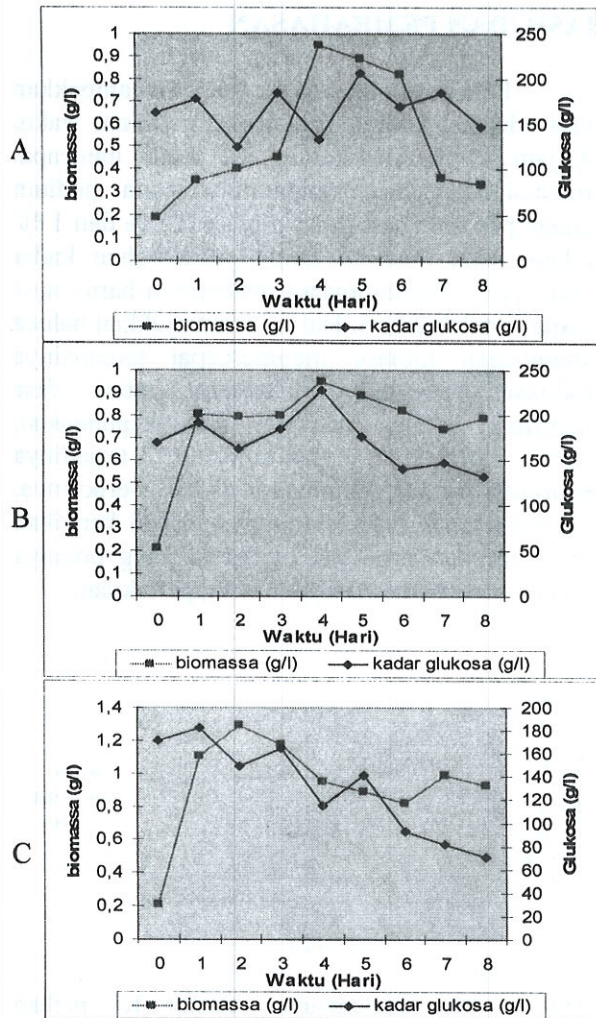 A
biomassa (g/l)
1
0,9
0,8
0,7
0,6
0,5
0,4
0,3
0,2
0,1
0
250
200
150
100
50
0
Glukosa (g/l)
0 1 2 3 4 5 6 7 8
Waktu (Hari)
biomassa (g/l) kadar glukosa (g/l)
B
biomassa (g/l)
1
0,9
0,8
0,7
0,6
0,5
0,4
0,3
0,2
0,1
0
250
200
150
100
50
0
Glukosa (g/l)
0 1 2 3 4 5 6 7 8
Waktu (Hari)
biomassa (g/l) kadar glukosa (g/l)
C
biomassa (g/l)
1,4
1,2
1
0,8
0,6
0,4
0,2
0
200
180
160
140
120
100
80
60
40
20
0
Glukosa (g/l)
0 1 2 3 4 5 6 7 8
Waktu (Hari)
biomassa (g/l) kadar glukosa (g/l)